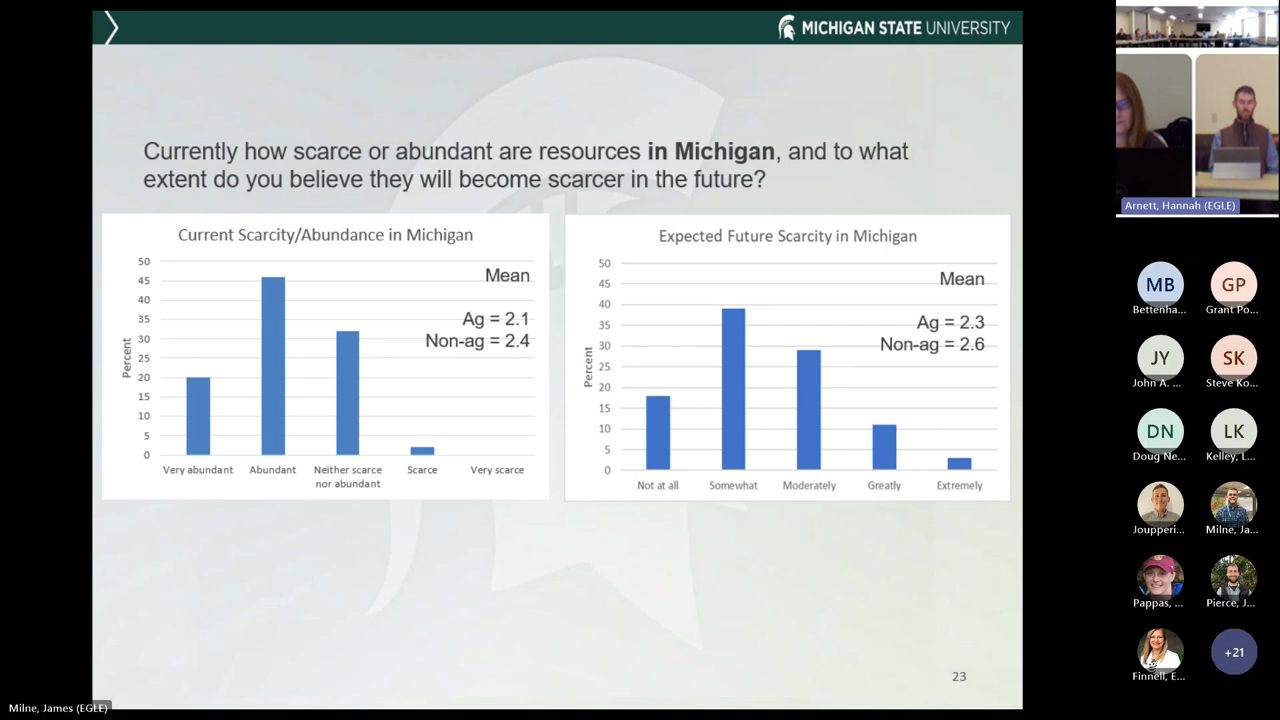 MICHIGAN STATE UNIVERSITY
Currently how scarce or abundant are resources in Michigan, and to what
extent do you believe they will become scarcer in the future?
Current Scarcity/Abundance in Michigan
50
45
40
35
30
25
20
15
10
5
0
Percent
Mean
Ag = 2.1
Non-ag = 2.4
Very abundant
Abundant
Neither scarce
nor abundant
Scarce
Very scarce
Expected Future Scarcity in Michigan
50
45
40
35
30
25
20
15
10
5
0
Percent
Mean
Ag = 2.3
Non-ag = 2.6
Not at all
Somewhat
Moderately
Greatly
Extremely
23
Milne, James (EGLE)
Arnett, Hannah (EGLE)
MB
Bettenha...
GP
Grant Po...
JY
John A. ...
SK
Steve Ko...
DN
Doug Ne...
LK
Kelley, L...
Joupperi...
Milne, Ja...
Pappas, ...
Pierce, J...
Finnell, E...
+21